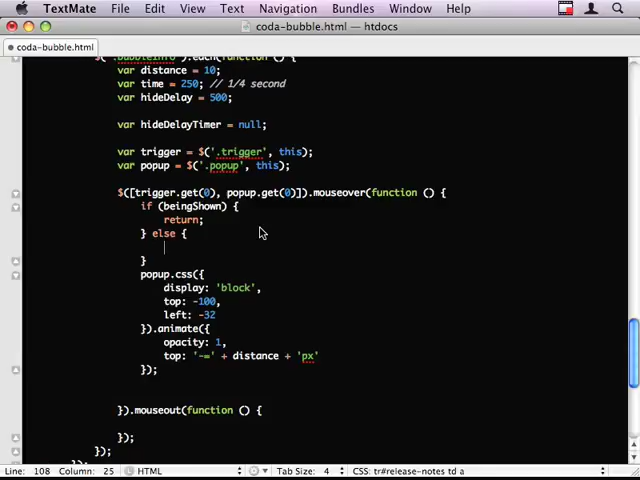 TextMate File Edit View Text Navigation Bundles Window Help
coda-bubble.html — htdocs
coda-bubble.html
$('.bubbleInfo').each(function () {
var distance = 10;
var time = 250; // 1/4 second
var hideDelay = 500;
var hideDelayTimer = null;
var trigger = $('.trigger', this);
var popup = $('.popup', this);
$([trigger.get(0), popup.get(0)]).mouseover(function () {
if (beingShown) {
return;
} else {
}
popup.css({
display: 'block',
top: -100,
left: -32
}).animate({
opacity: 1,
top: '-=' + distance + 'px'
});
}).mouseout(function () {
});
});
});
Line: 108 Column: 25 HTML Tab Size: 4 CSS: tr#release-notes td a